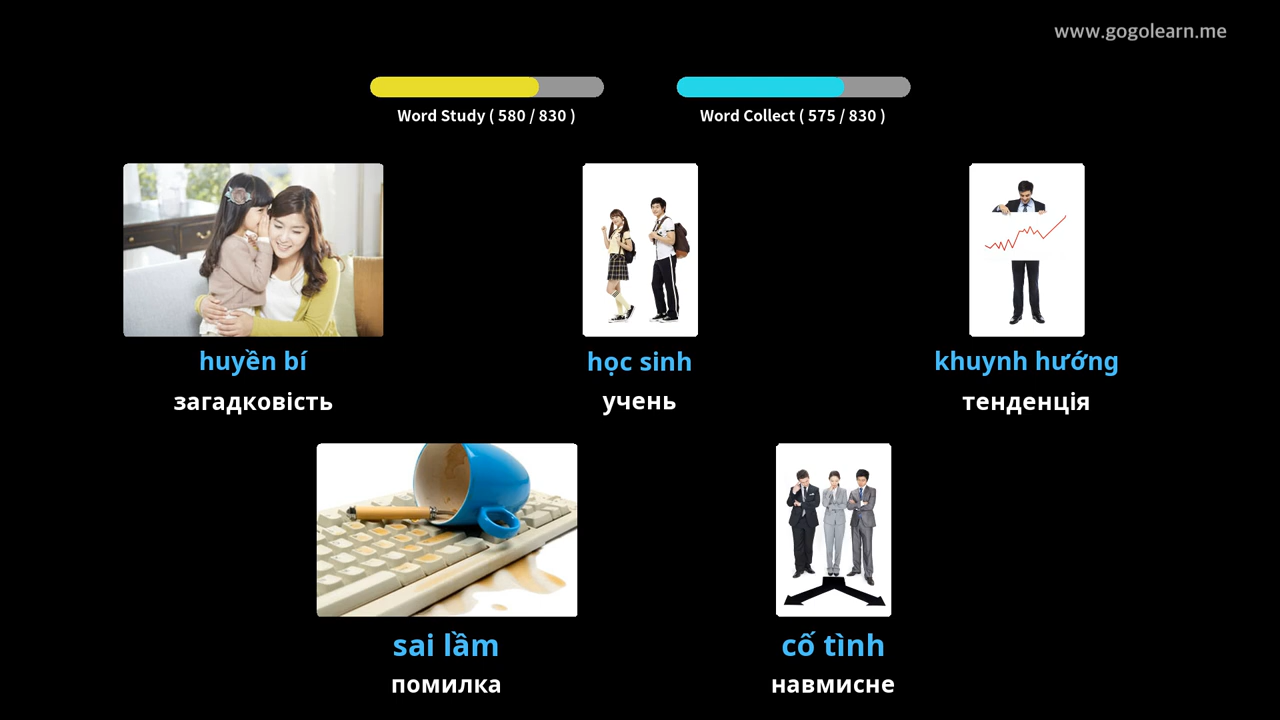 www.gogolearn.me
Word Study ( 580 / 830 )
Word Collect ( 575 / 830 )
huyền bí
загадковість
học sinh
учень
khuynh hướng
тенденція
sai lầm
помилка
cố tình
навмисне